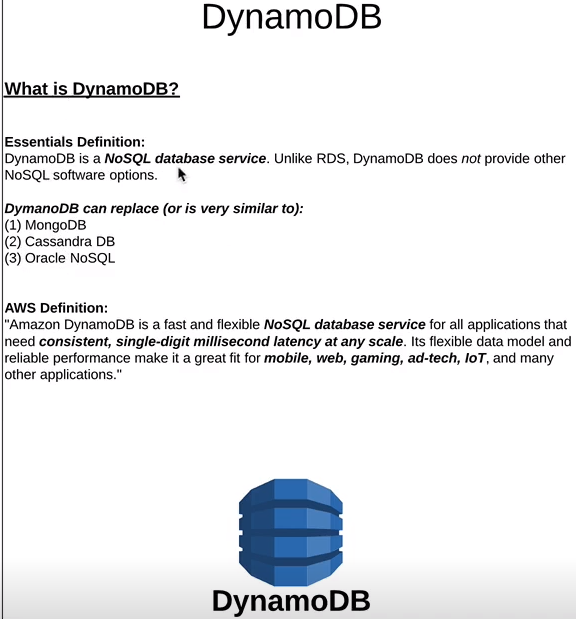 DynamoDB
What is DynamoDB?
Essentials Definition:
DynamoDB is a NoSQL database service. Unlike RDS, DynamoDB does not provide other
NoSQL software options.
DymanoDB can replace (or is very similar to):
(1) MongoDB
(2) Cassandra DB
(3) Oracle NoSQL
AWS Definition:
"Amazon DynamoDB is a fast and flexible NoSQL database service for all applications that
need consistent, single-digit millisecond latency at any scale. Its flexible data model and
reliable performance make it a great fit for mobile, web, gaming, ad-tech, IoT, and many
other applications."
DynamoDB